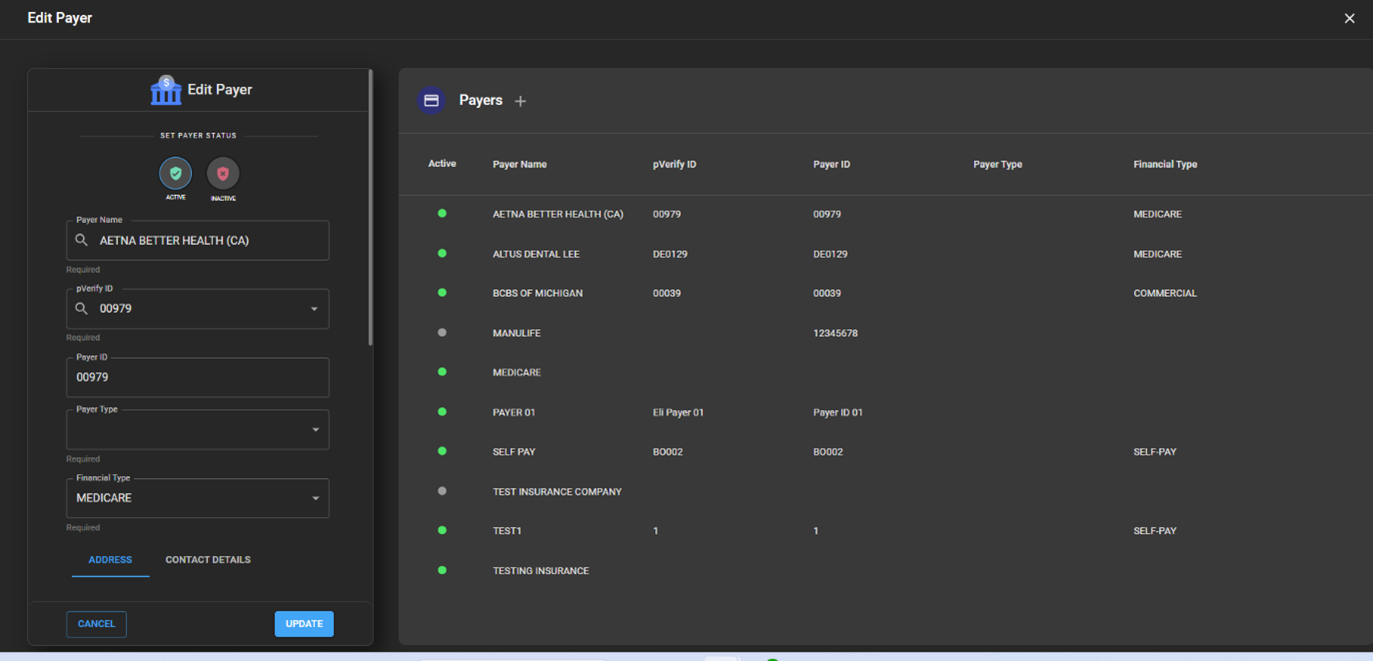 Edit Payer
$
Edit Payer
SET PAYER STATUS
ACTIVE INACTIVE
Payer Name
AETNA BETTER HEALTH (CA)
Required
pVerify ID
00979
Required
Payer ID
00979
Payer Type
Required
Financial Type
MEDICARE
Required
ADDRESS CONTACT DETAILS
CANCEL UPDATE
Payers +
Active Payer Name pVerify ID Payer ID Payer Type Financial Type
AETNA BETTER HEALTH (CA) 00979 00979 MEDICARE
ALTUS DENTAL LEE DE0129 DE0129 MEDICARE
BCBS OF MICHIGAN 00039 00039 COMMERCIAL
MANULIFE 12345678
MEDICARE
PAYER 01 Eli Payer 01 Payer ID 01
SELF PAY BO002 BO002 SELF-PAY
TEST INSURANCE COMPANY
TEST1 1 1 SELF-PAY
TESTING INSURANCE